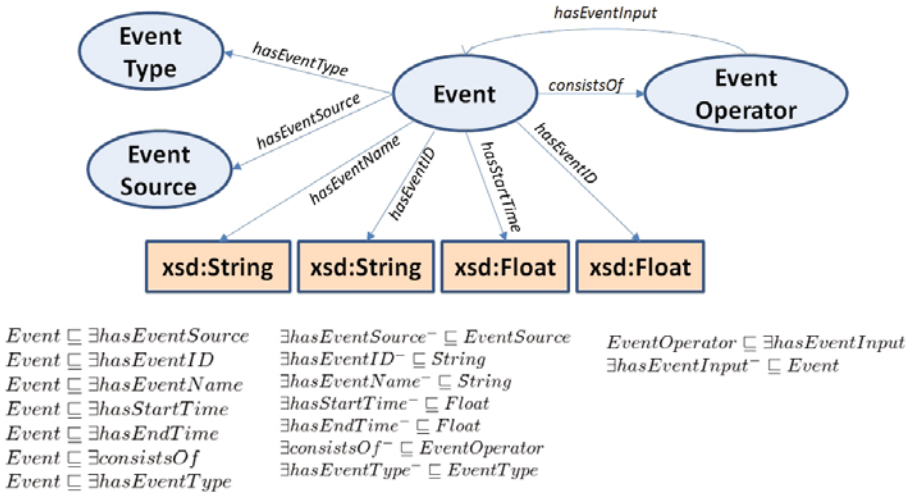 hasEventInput
Event
Type
hasEventType
Event
consistsOf
Event
Operator
hasEventSource
Event
Source
hasEventName
hasEventID
hasStartTime
hasEventID
xsd:String
xsd:String
xsd:Float
xsd:Float
Event ⊑ ∃hasEventSource
Event ⊑ ∃hasEventID
Event ⊑ ∃hasEventName
Event ⊑ ∃hasStartTime
Event ⊑ ∃hasEndTime
Event ⊑ ∃consistsOf
Event ⊑ ∃hasEventType
∃hasEventSource⁻ ⊑ EventSource
∃hasEventID⁻ ⊑ String
∃hasEventName⁻ ⊑ String
∃hasStartTime⁻ ⊑ Float
∃hasEndTime⁻ ⊑ Float
∃consistsOf⁻ ⊑ EventOperator
∃hasEventType⁻ ⊑ EventType
EventOperator ⊑ ∃hasEventInput
∃hasEventInput⁻ ⊑ Event